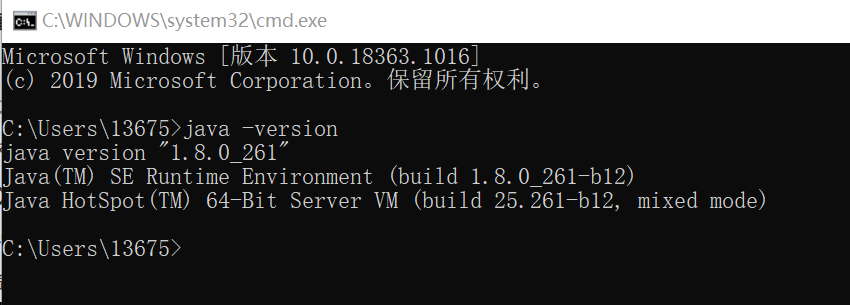 C:\WINDOWS\system32\cmd.exe
Microsoft Windows [版本 10.0.18363.1016]
(c) 2019 Microsoft Corporation。保留所有权利。
C:\Users\13675>java -version
java version "1.8.0_261"
Java(TM) SE Runtime Environment (build 1.8.0_261-b12)
Java HotSpot(TM) 64-Bit Server VM (build 25.261-b12, mixed mode)
C:\Users\13675>